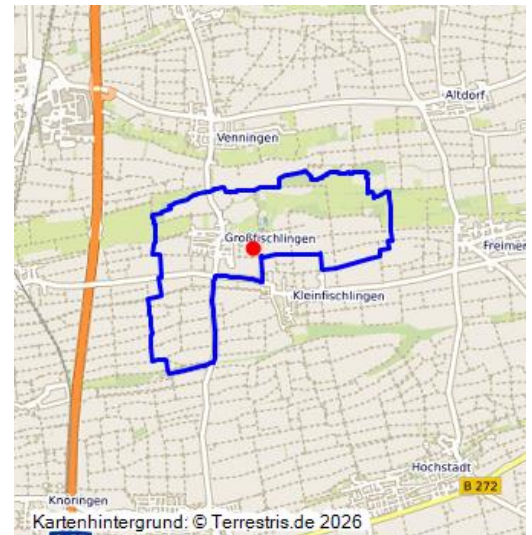 Altdorf
Venningen
Großfischlingen
Freimer
Kleinfischlingen
Hochstadt
B 272
Knöringen
Kartenhintergrund: © Terrestris.de 2026